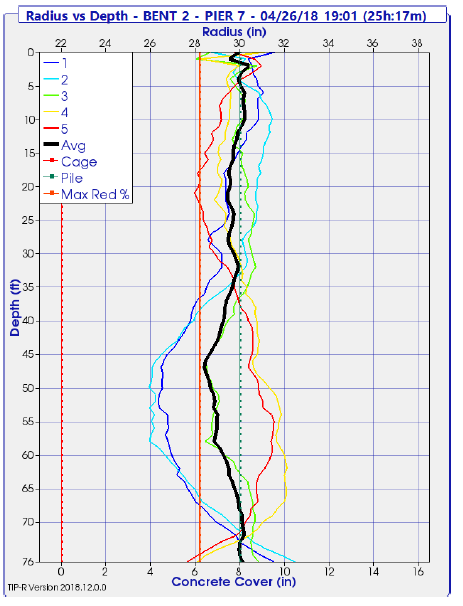 Radius vs Depth - BENT 2 - PIER 7 - 04/26/18 19:01 (25h:17m)
Radius (in)
22 24 26 28 30 32 34 36 38
0
5
10
15
20
25
30
35
40
45
50
55
60
65
70
76
Depth (ft)
1
2
3
4
5
Avg
Cage
Pile
Max Red %
0 2 4 6 8 10 12 14 16
Concrete Cover (in)
TIP-R Version 2018.12.0.0